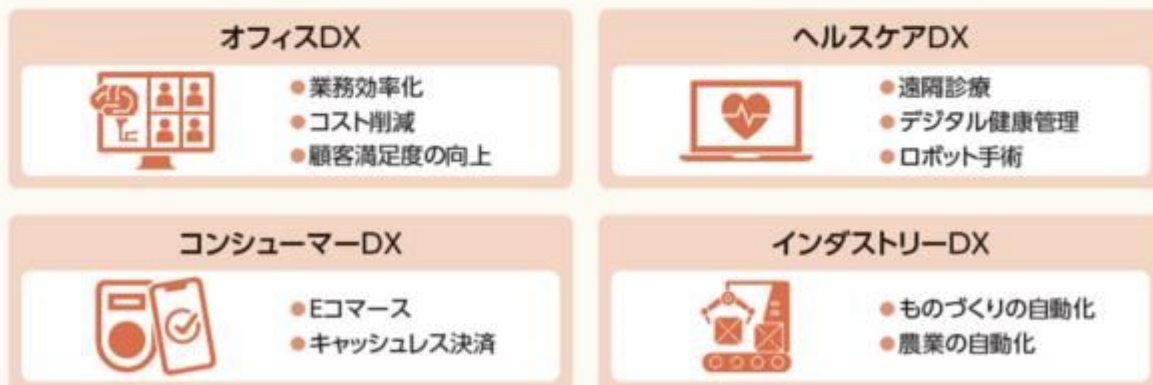 オフィスDX
●業務効率化
●コスト削減
●顧客満足度の向上
ヘルスケアDX
●遠隔診療
●デジタル健康管理
●ロボット手術
コンシューマーDX
●Eコマース
●キャッシュレス決済
インダストリーDX
●ものづくりの自動化
●農業の自動化